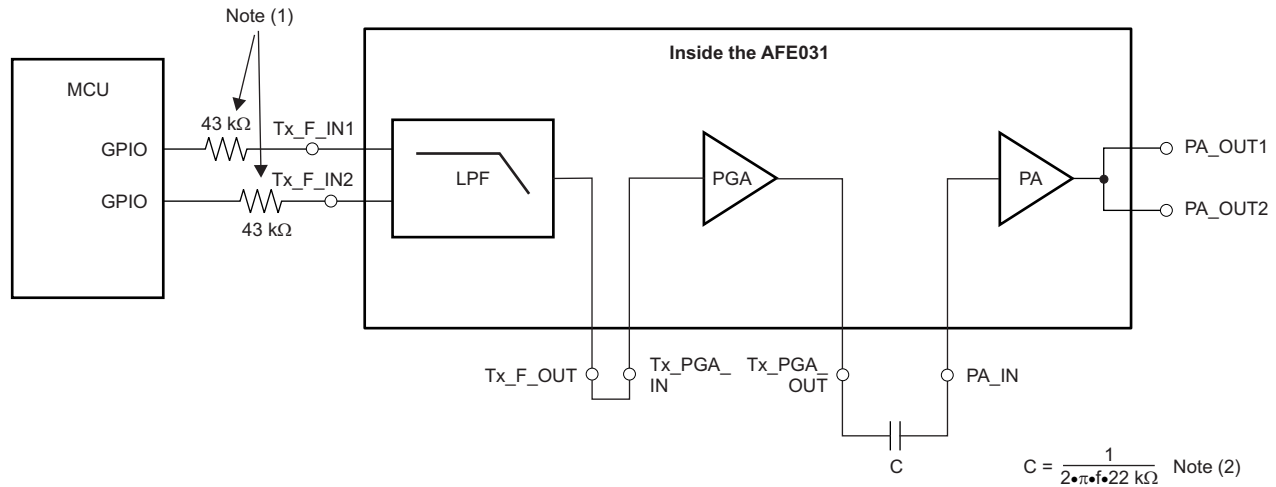 Note (1)
Inside the AFE031
MCU
43 kΩ
Tx_F_IN1
GPIO
LPF
PGA
PA
PA_OUT1
Tx_F_IN2
GPIO
43 kΩ
PA_OUT2
Tx_F_OUT
Tx_PGA_
IN
Tx_PGA_
OUT
PA_IN
C
C = 1 / 2•π•f•22 kΩ Note (2)